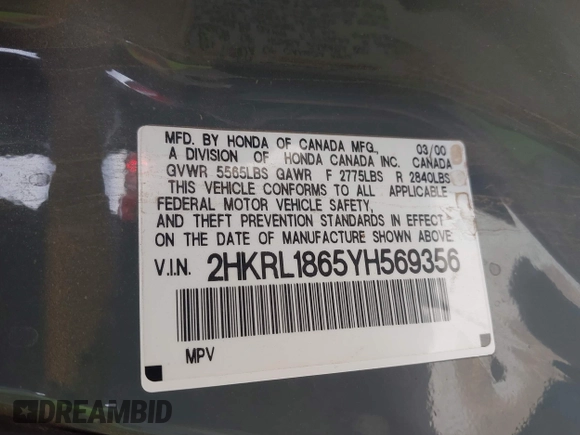 MFD. BY HONDA OF CANADA MFG., 03/00
A DIVISION OF HONDA CANADA INC. CANADA
GVWR 5565LBS GAWR F 2775LBS R 2840LBS
THIS VEHICLE CONFORMS TO ALL APPLICABLE
FEDERAL MOTOR VEHICLE SAFETY,
AND THEFT PREVENTION STANDARDS IN EFFECT
ON THE DATE OF MANUFACTURE SHOWN ABOVE
V.I.N. 2HKRL1865YH569356
MPV
DREAMBID